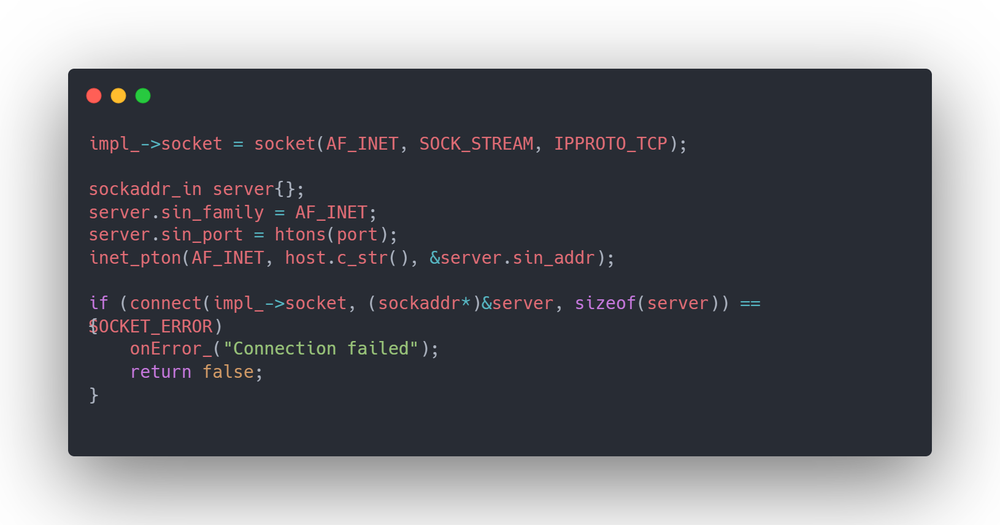 impl_->socket = socket(AF_INET, SOCK_STREAM, IPPROTO_TCP);
sockaddr_in server{};
server.sin_family = AF_INET;
server.sin_port = htons(port);
inet_pton(AF_INET, host.c_str(), &server.sin_addr);
if (connect(impl_->socket, (sockaddr*)&server, sizeof(server)) ==
SOCKET_ERROR)
{
    onError_("Connection failed");
    return false;
}